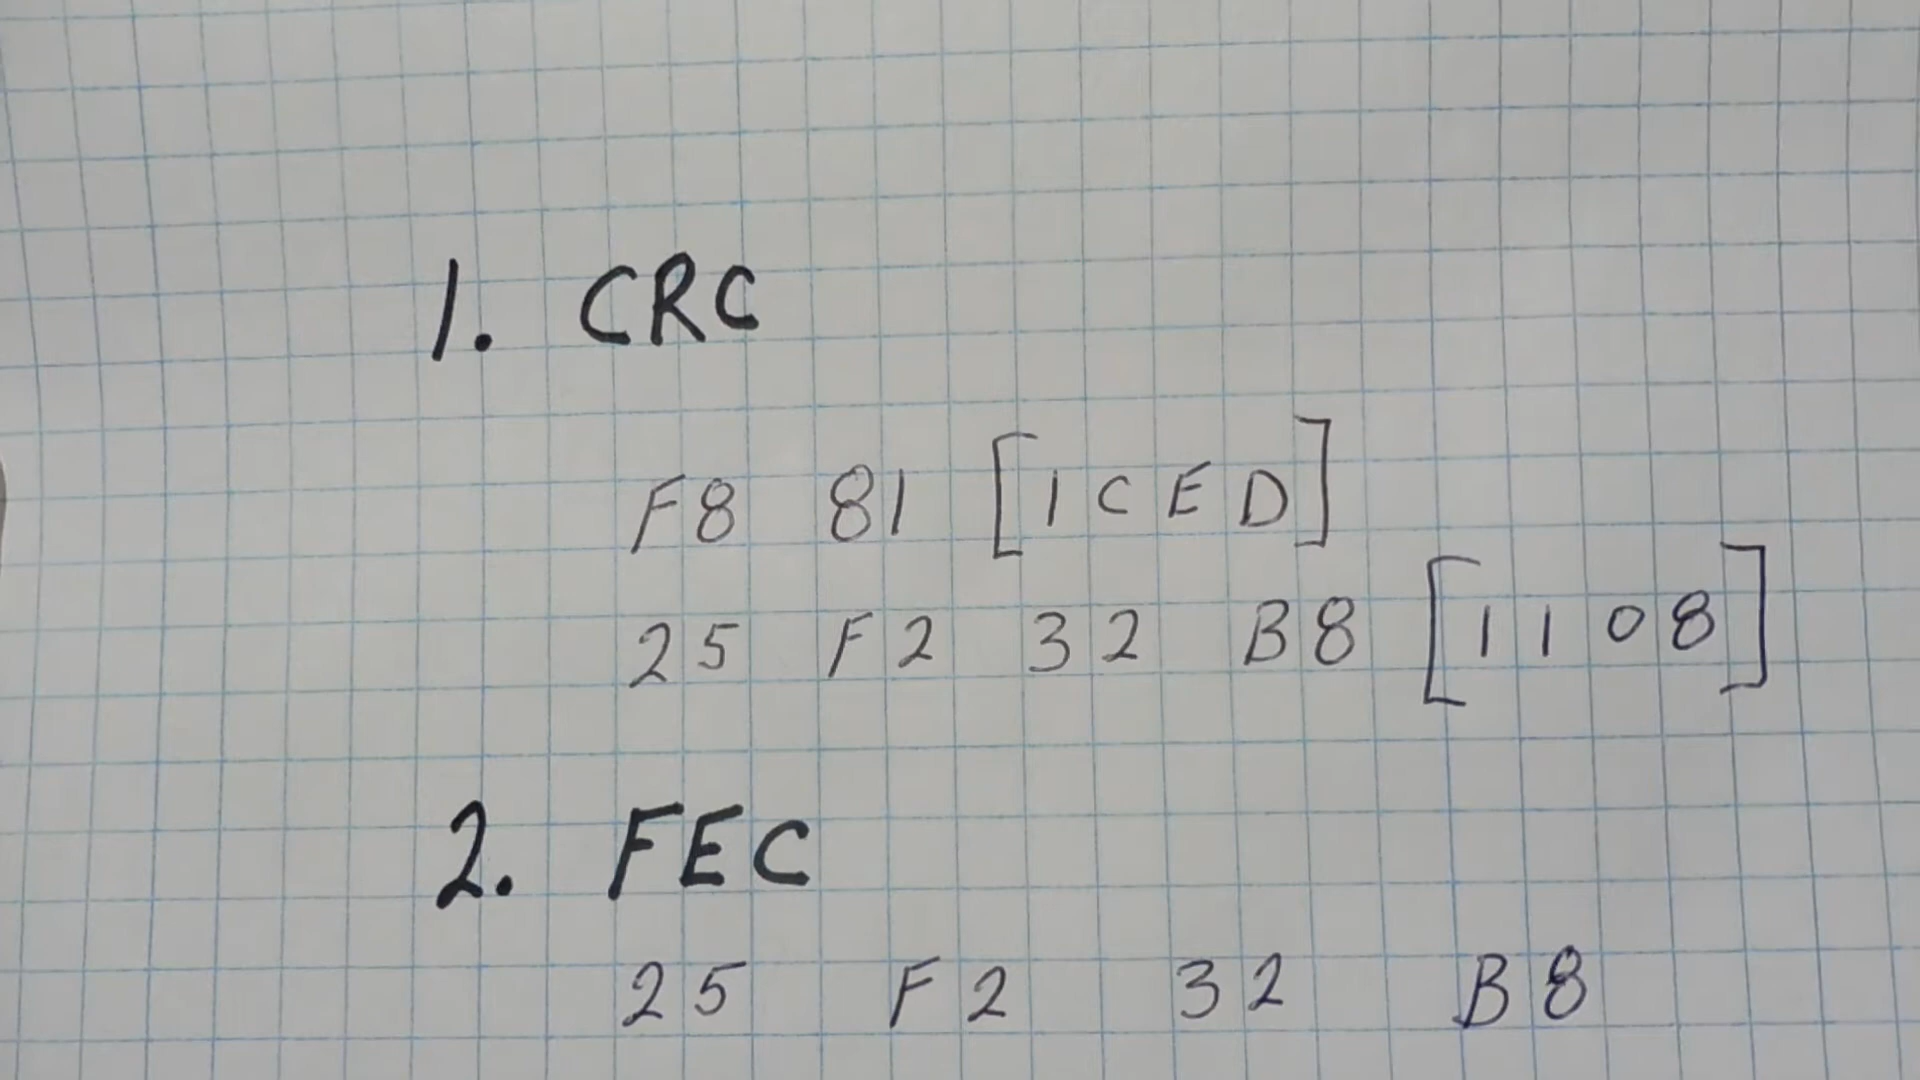 1. CRC
F8 81 [1CED]
25 F2 32 B8 [1108]
2. FEC
25 F2 32 B8